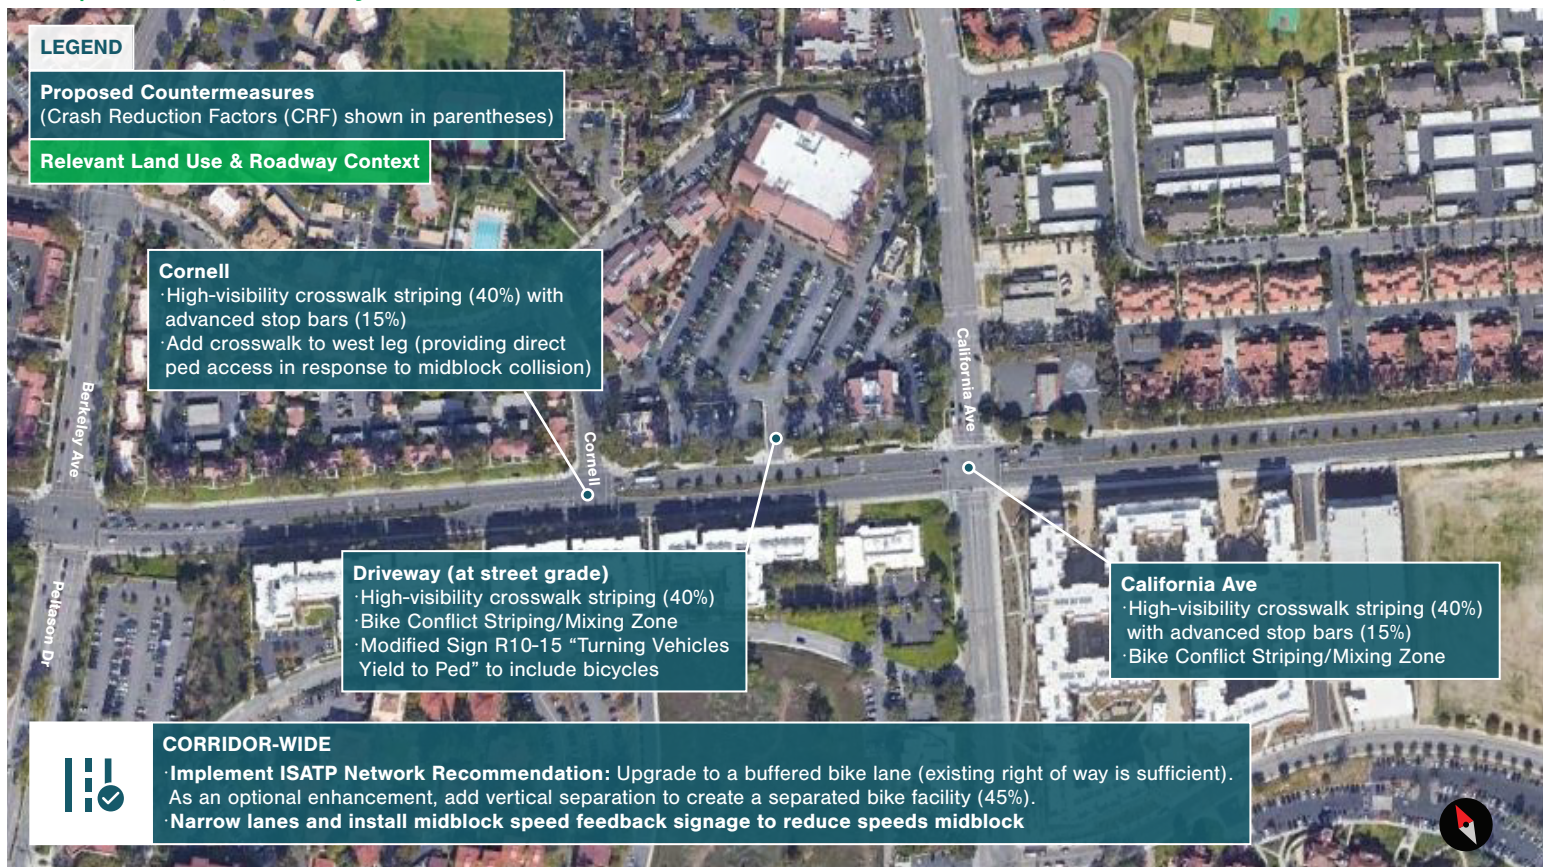 LEGEND
Proposed Countermeasures
(Crash Reduction Factors (CRF) shown in parentheses)
Relevant Land Use & Roadway Context
Cornell
·High-visibility crosswalk striping (40%) with
advanced stop bars (15%)
·Add crosswalk to west leg (providing direct
ped access in response to midblock collision)
Berkeley Ave
Cornell
California Ave
Peltason Dr
Driveway (at street grade)
·High-visibility crosswalk striping (40%)
·Bike Conflict Striping/Mixing Zone
·Modified Sign R10-15 “Turning Vehicles
Yield to Ped” to include bicycles
California Ave
·High-visibility crosswalk striping (40%)
with advanced stop bars (15%)
·Bike Conflict Striping/Mixing Zone
CORRIDOR-WIDE
·Implement ISATP Network Recommendation: Upgrade to a buffered bike lane (existing right of way is sufficient).
As an optional enhancement, add vertical separation to create a separated bike facility (45%).
·Narrow lanes and install midblock speed feedback signage to reduce speeds midblock